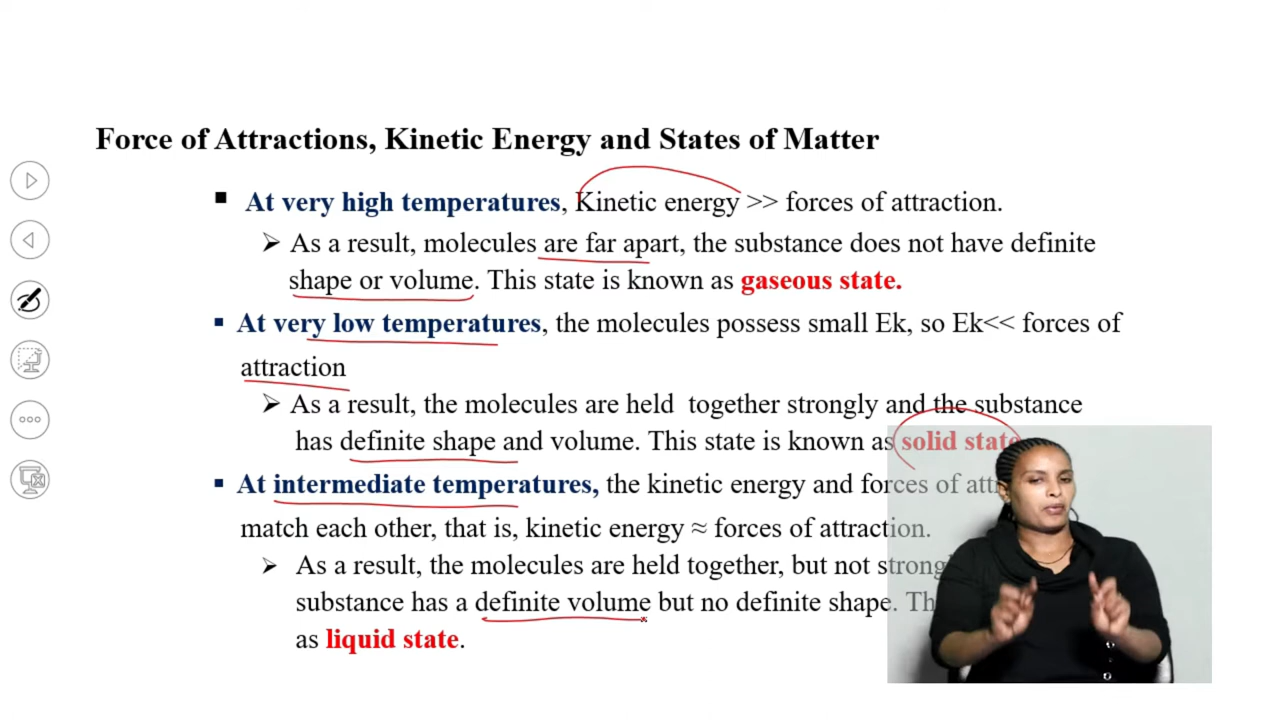 Force of Attractions, Kinetic Energy and States of Matter
▪ At very high temperatures, Kinetic energy >> forces of attraction.
➢ As a result, molecules are far apart, the substance does not have definite
shape or volume. This state is known as gaseous state.
▪ At very low temperatures, the molecules possess small Ek, so Ek<< forces of
attraction
➢ As a result, the molecules are held together strongly and the substance
has definite shape and volume. This state is known as solid state
▪ At intermediate temperatures, the kinetic energy and forces of
match each other, that is, kinetic energy ≈ forces of attraction.
➢ As a result, the molecules are held together, but not
substance has a definite volume but no definite shape.
as liquid state.